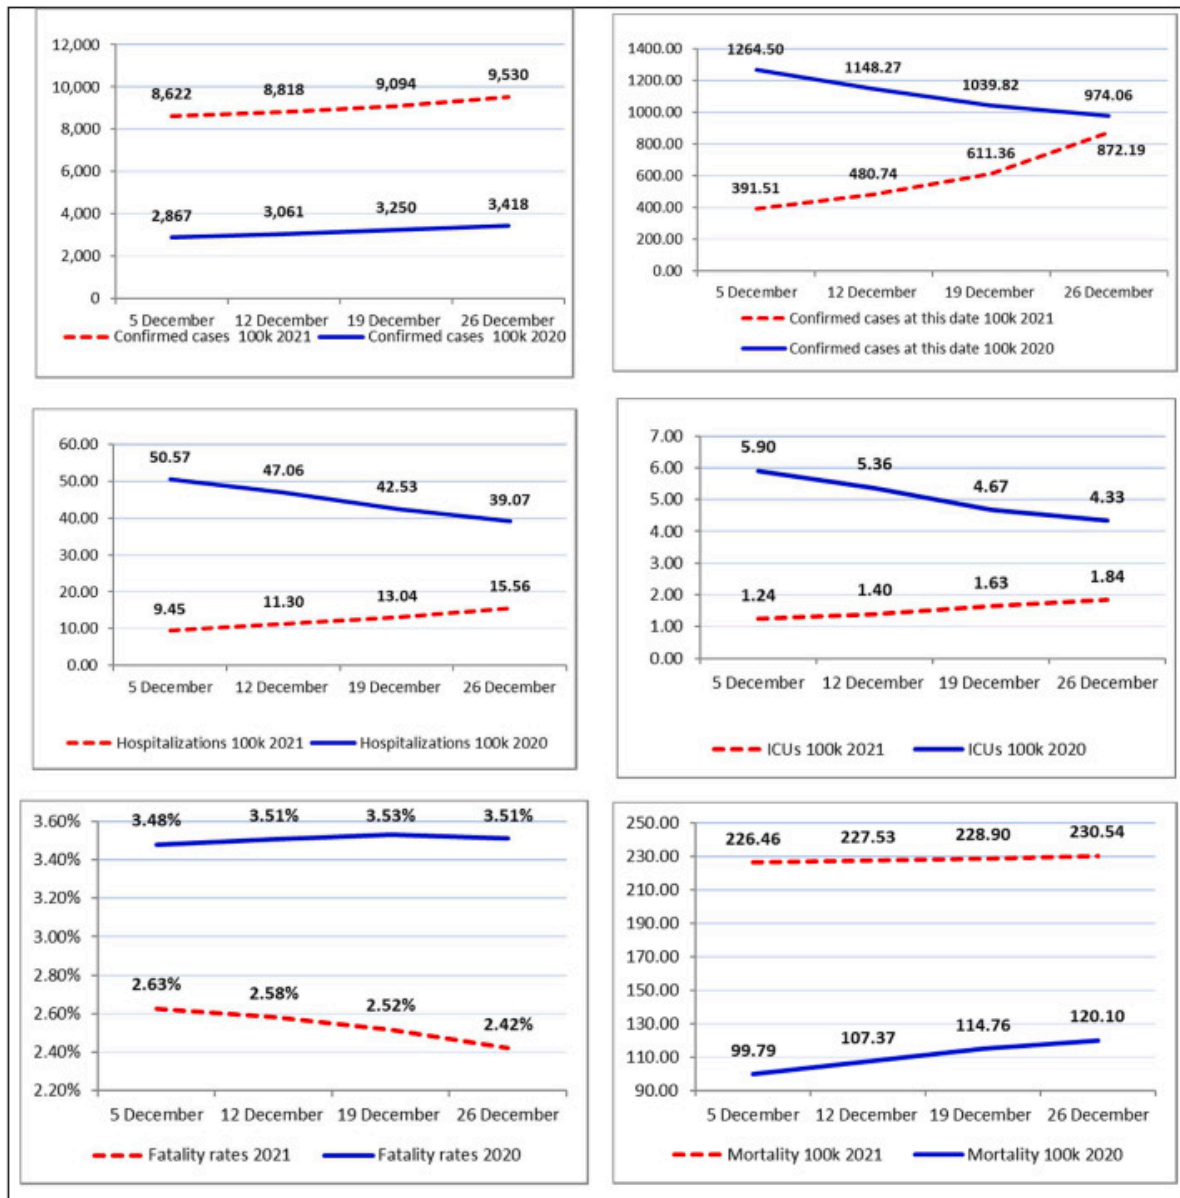 12,000
10,000
8,000
6,000
4,000
2,000
0
8,622 8,818 9,094 9,530
2,867 3,061 3,250 3,418
5 December 12 December 19 December 26 December
Confirmed cases 100k 2021 Confirmed cases 100k 2020
1400.00
1200.00
1000.00
800.00
600.00
400.00
200.00
0.00
1264.50 1148.27 1039.82 974.06
391.51 480.74 611.36 872.19
5 December 12 December 19 December 26 December
Confirmed cases at this date 100k 2021
Confirmed cases at this date 100k 2020
60.00
50.00
40.00
30.00
20.00
10.00
0.00
50.57 47.06 42.53 39.07
9.45 11.30 13.04 15.56
5 December 12 December 19 December 26 December
Hospitalizations 100k 2021 Hospitalizations 100k 2020
7.00
6.00
5.00
4.00
3.00
2.00
1.00
0.00
5.90 5.36 4.67 4.33
1.24 1.40 1.63 1.84
5 December 12 December 19 December 26 December
ICUs 100k 2021 ICUs 100k 2020
3.60%
3.40%
3.20%
3.00%
2.80%
2.60%
2.40%
2.20%
3.48% 3.51% 3.53% 3.51%
2.63% 2.58% 2.52% 2.42%
5 December 12 December 19 December 26 December
Fatality rates 2021 Fatality rates 2020
250.00
230.00
210.00
190.00
170.00
150.00
130.00
110.00
90.00
226.46 227.53 228.90 230.54
99.79 107.37 114.76 120.10
5 December 12 December 19 December 26 December
Mortality 100k 2021 Mortality 100k 2020